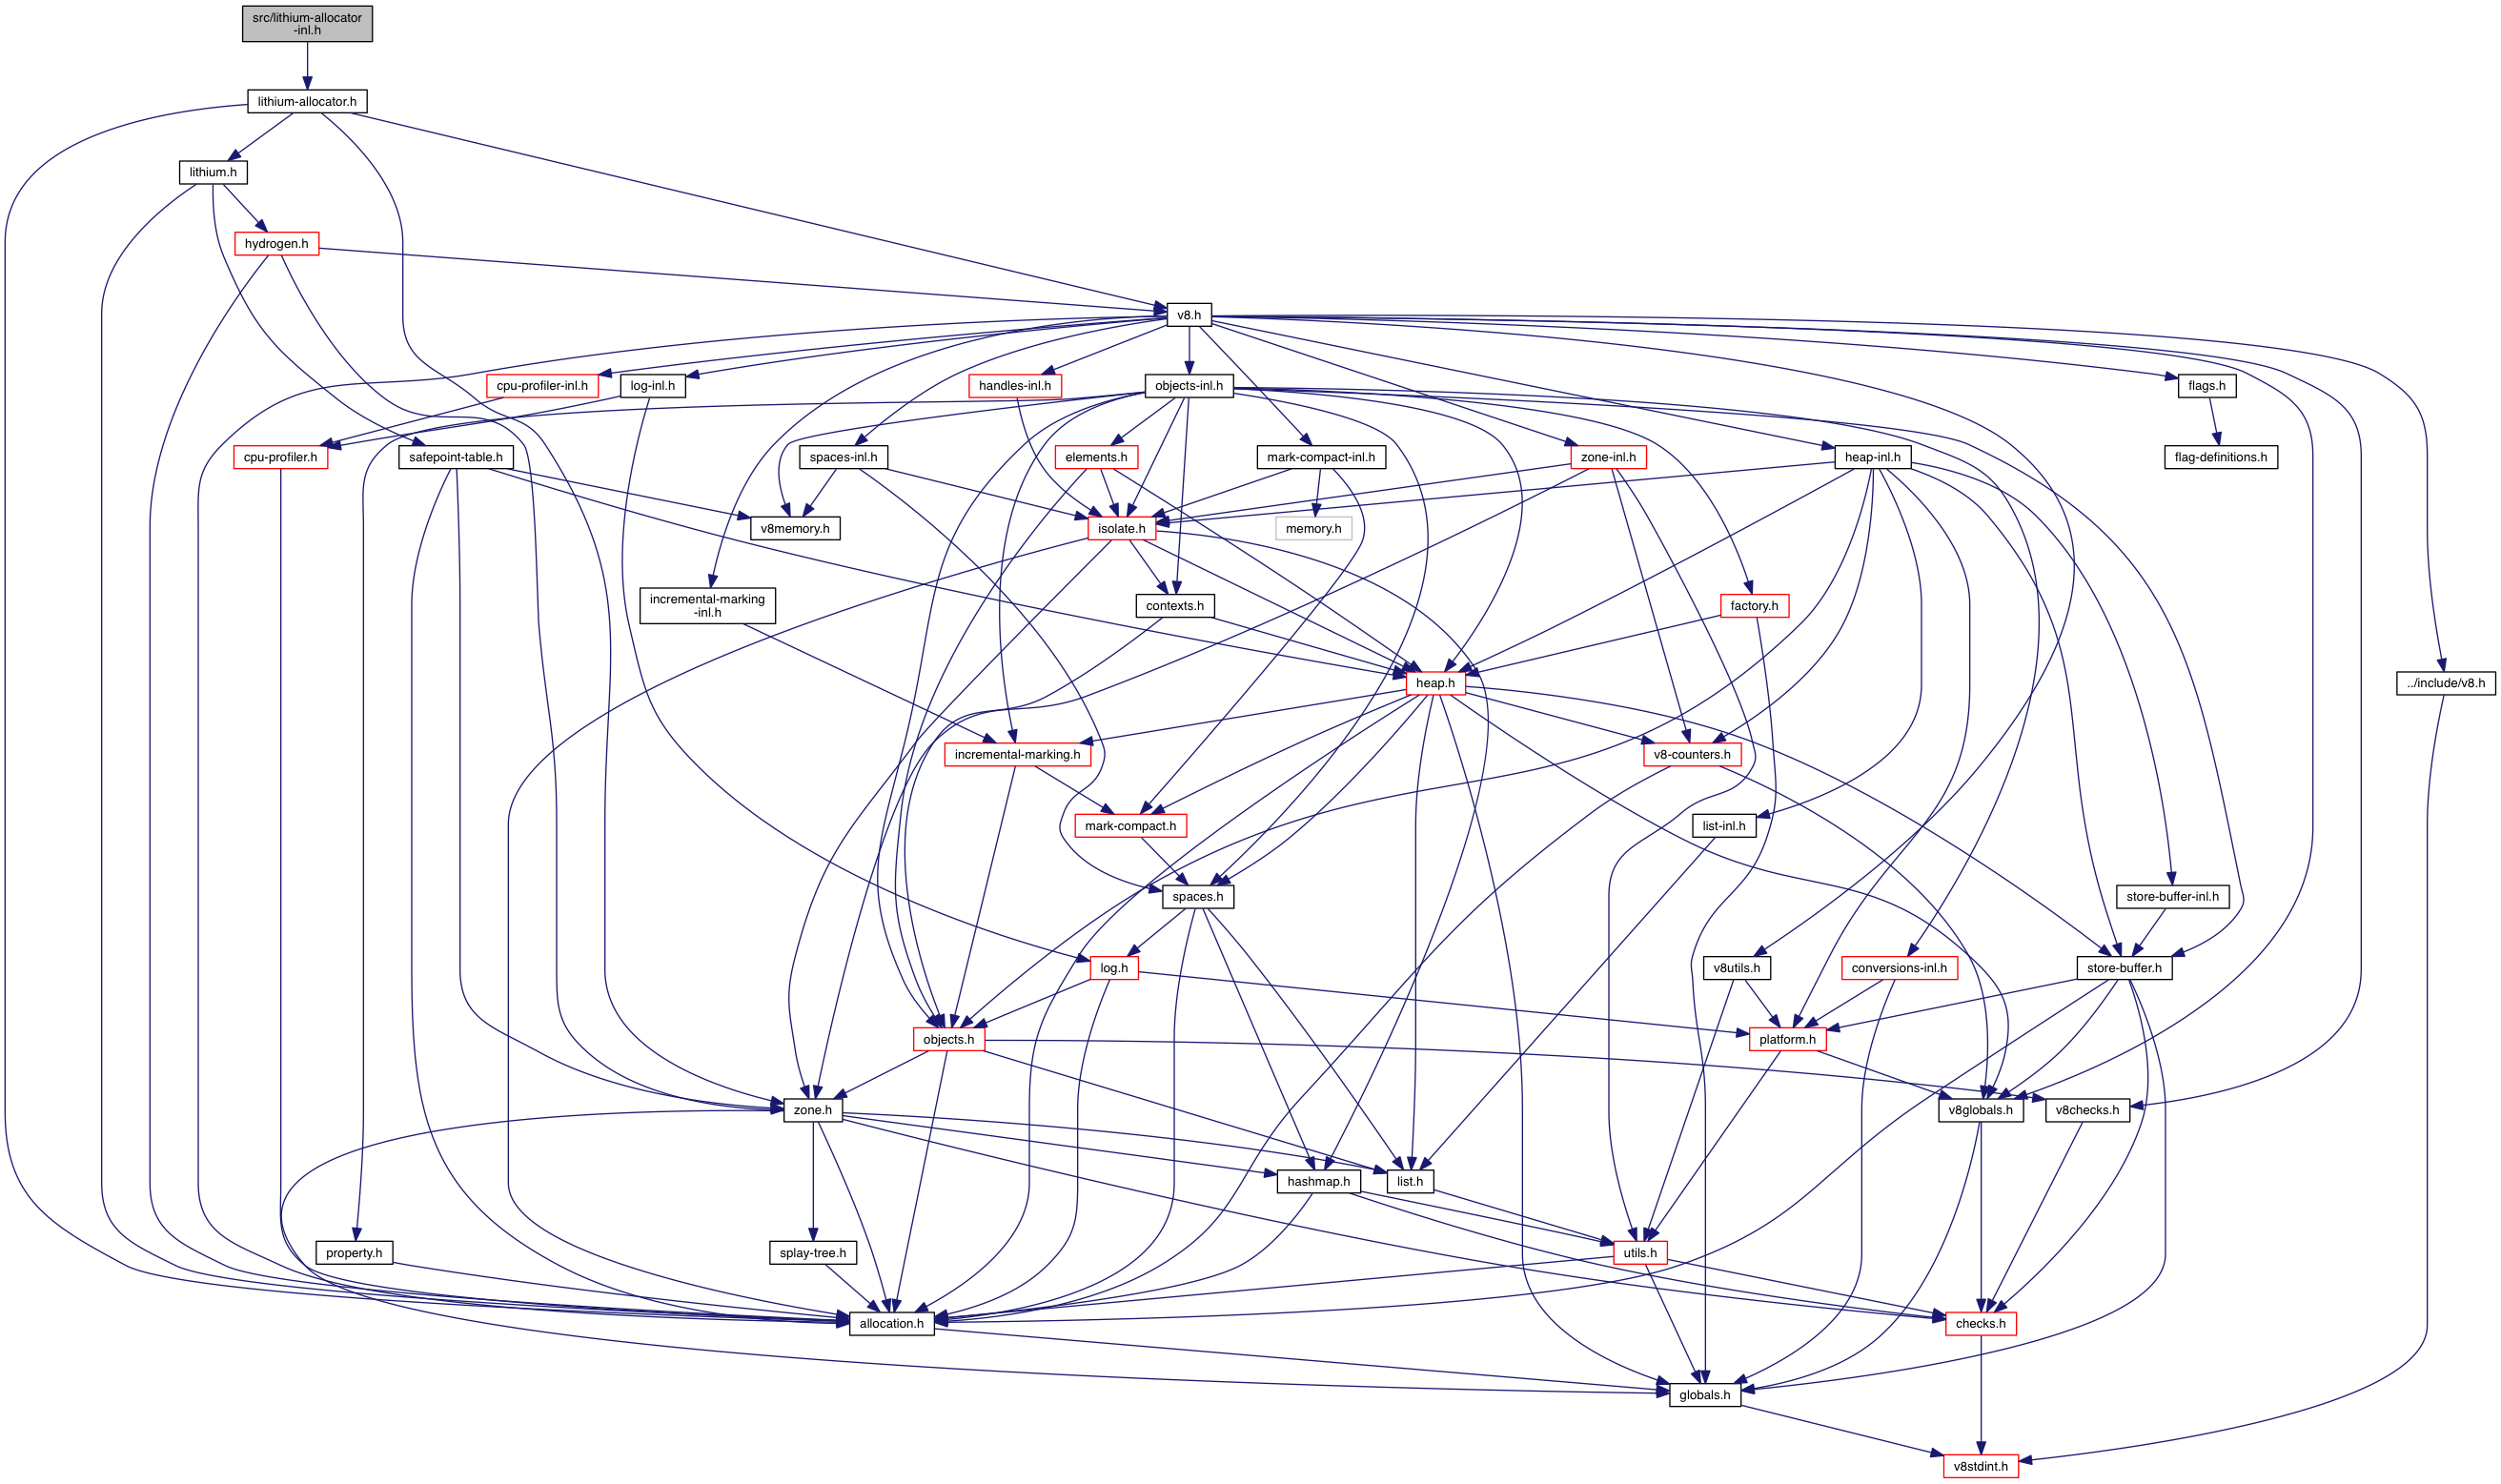 src/lithium-allocator
-inl.h
lithium-allocator.h
lithium.h
hydrogen.h
v8.h
cpu-profiler-inl.h
log-inl.h
handles-inl.h
objects-inl.h
flags.h
cpu-profiler.h
safepoint-table.h
spaces-inl.h
elements.h
mark-compact-inl.h
zone-inl.h
heap-inl.h
flag-definitions.h
v8memory.h
isolate.h
memory.h
incremental-marking
-inl.h
contexts.h
factory.h
heap.h
../include/v8.h
incremental-marking.h
v8-counters.h
mark-compact.h
list-inl.h
spaces.h
store-buffer-inl.h
log.h
v8utils.h
conversions-inl.h
store-buffer.h
objects.h
platform.h
zone.h
v8globals.h
v8checks.h
hashmap.h
list.h
property.h
splay-tree.h
utils.h
allocation.h
checks.h
globals.h
v8stdint.h